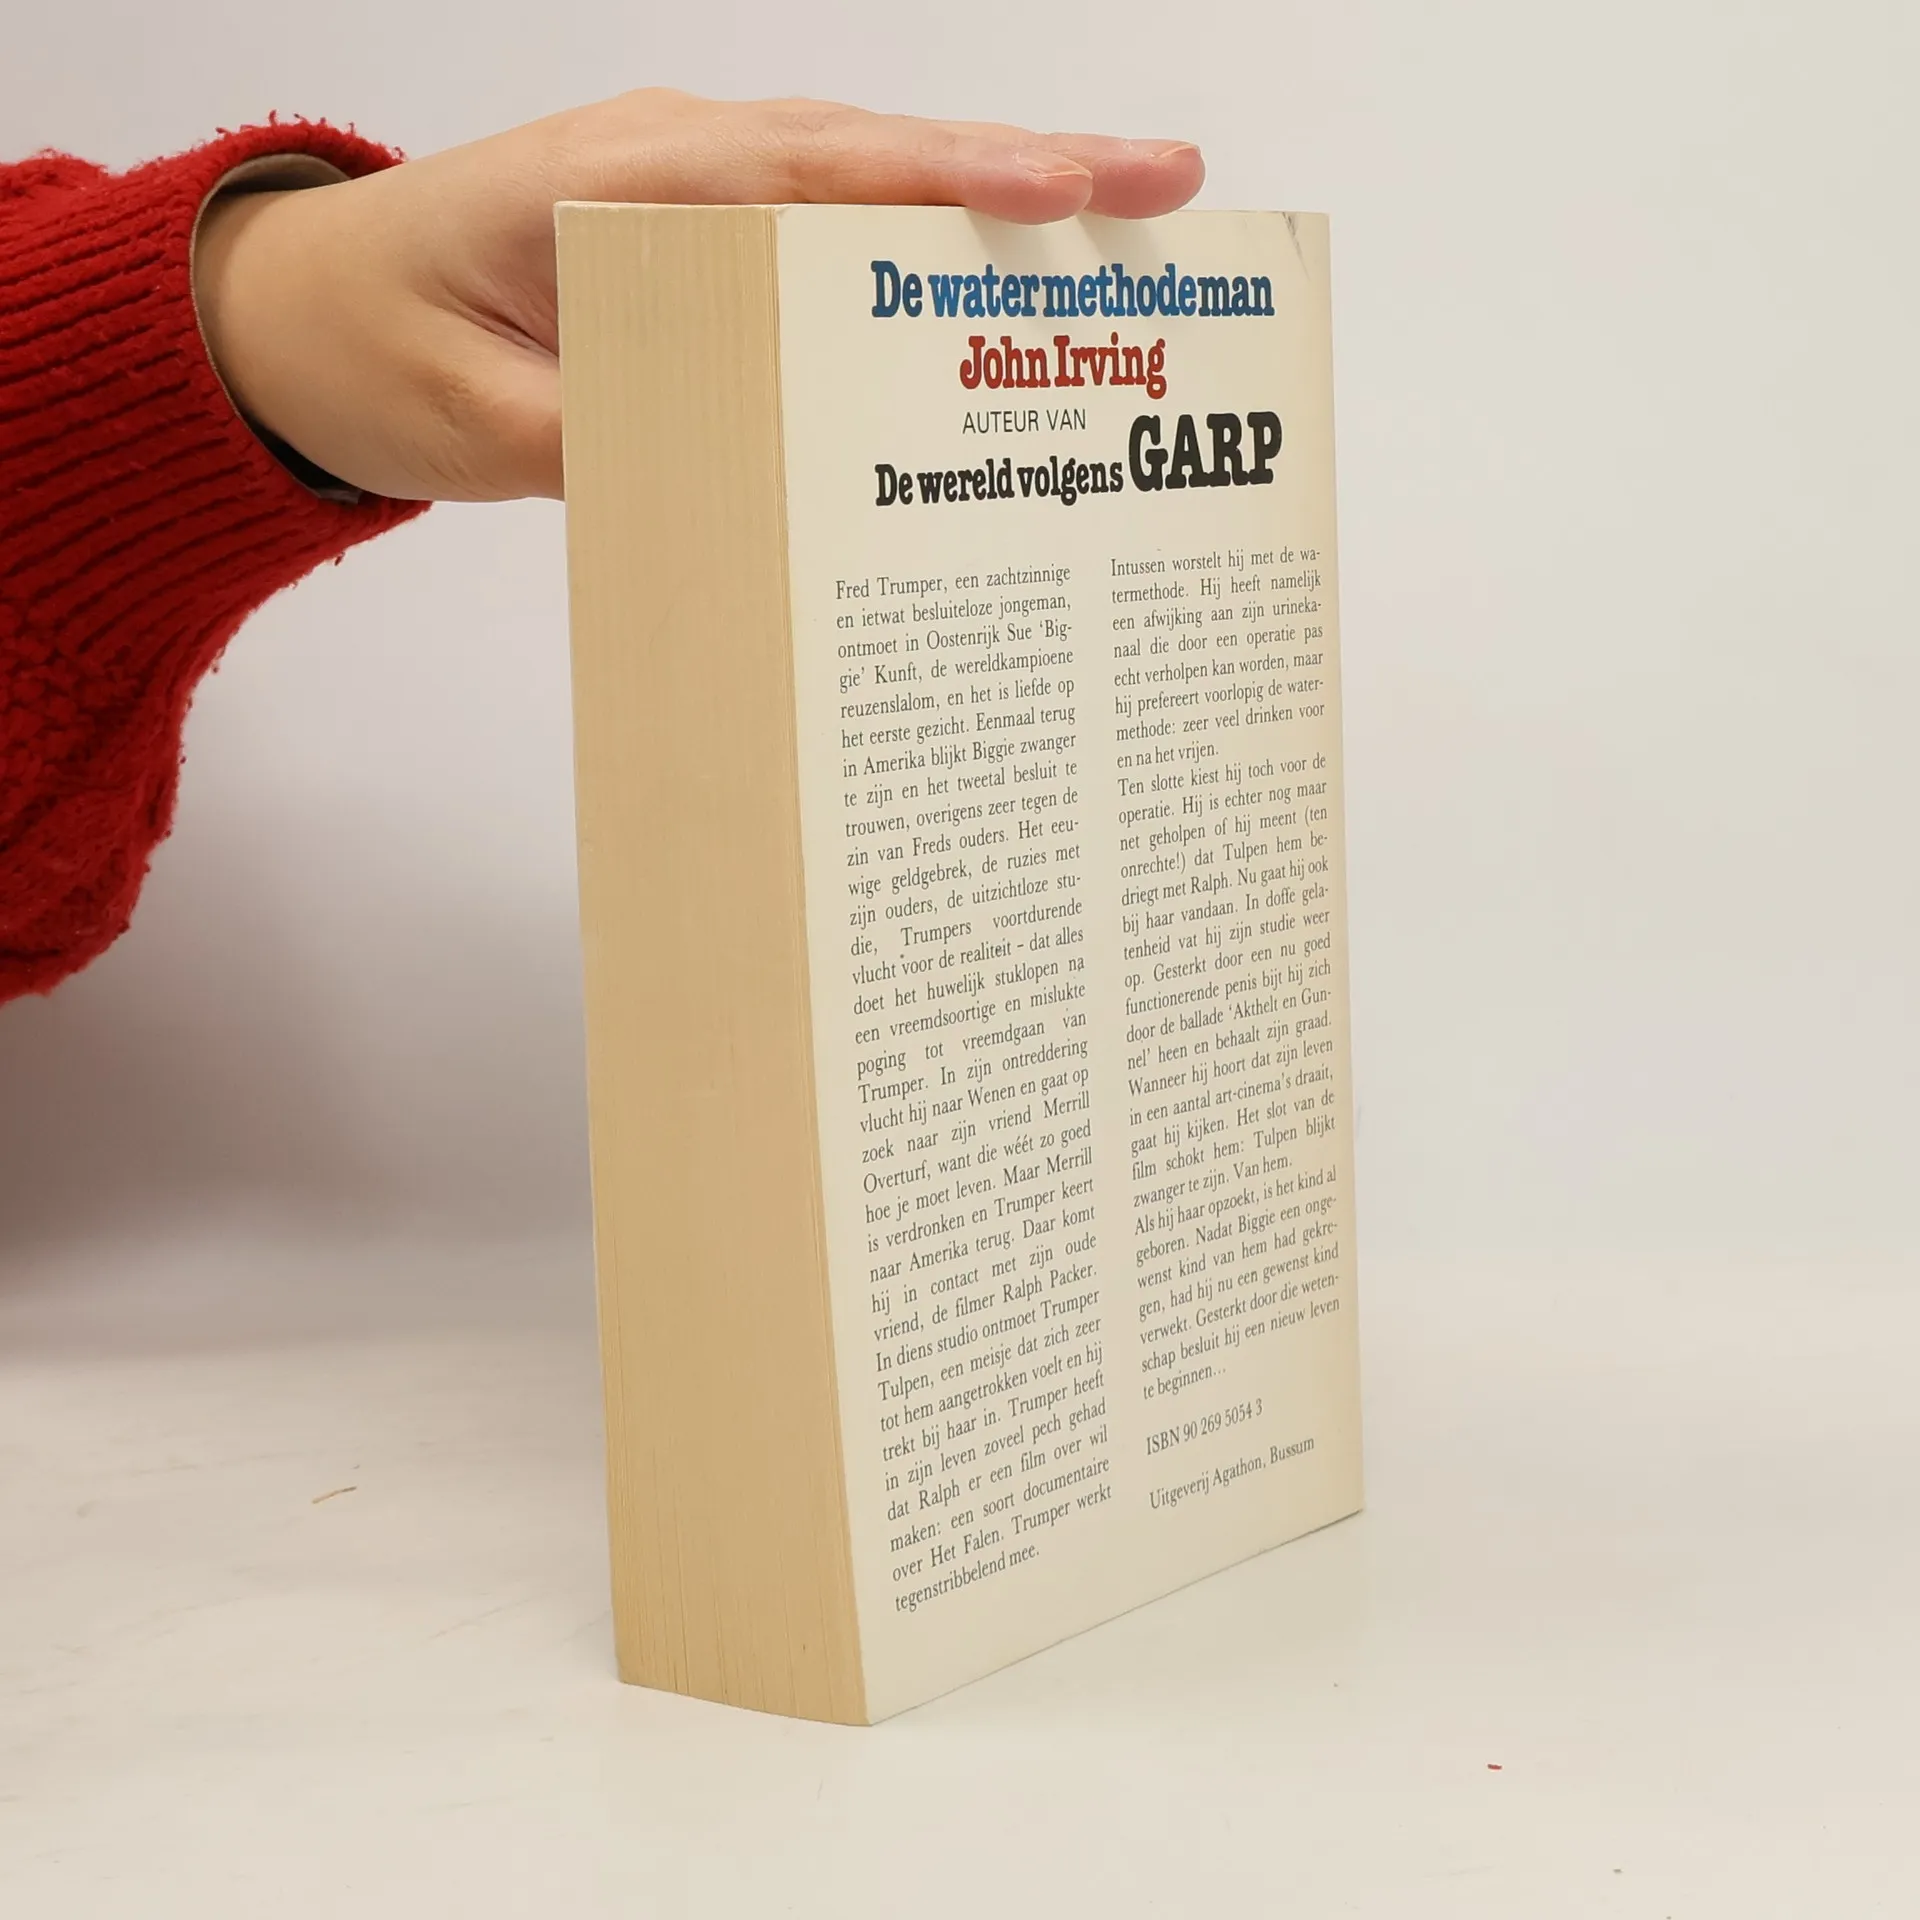 De watermethodeman
John Irving
AUTEUR VAN
De wereld volgens GARP
Fred Trumper, een zachtzinnige
en ietwat besluiteloze jongeman,
ontmoet in Oostenrijk Sue ‘Big-
gie’ Kunft, de wereldkampioene
reuzenslalom, en het is liefde op
het eerste gezicht. Eenmaal terug
in Amerika blijkt Biggie zwanger
te zijn en het tweetal besluit te
trouwen, overigens zeer tegen de
zin van Freds ouders. Het eeu-
wige geldgebrek, de ruzies met
zijn ouders, de uitzichtloze stu-
die, Trumpers voortdurende
vlucht voor de realiteit – dat alles
doet het huwelijk stuklopen na
een vreemdsoortige en mislukte
poging tot vreemdgaan van
Trumper. In zijn ontreddering
vlucht hij naar Wenen en gaat op
zoek naar zijn vriend Merrill
Overturf, want die wéét zo goed
hoe je moet leven. Maar Merrill
is verdronken en Trumper keert
naar Amerika terug. Daar komt
hij in contact met zijn oude
vriend, de filmer Ralph Packer.
In diens studio ontmoet Trumper
Tulpen, een meisje dat zich zeer
tot hem aangetrokken voelt en hij
trekt bij haar in. Trumper heeft
in zijn leven zoveel pech gehad
dat Ralph er een film over wil
maken: een soort documentaire
over Het Falen. Trumper werkt
tegenstribbelend mee.
Intussen worstelt hij met de wa-
termethode. Hij heeft namelijk
een afwijking aan zijn urineka-
naal die door een operatie pas
echt verholpen kan worden, maar
hij prefereert voorlopig de water-
methode: zeer veel drinken voor
en na het vrijen.
Ten slotte kiest hij toch voor de
operatie. Hij is echter nog maar
net geholpen of hij meent (ten
onrechte!) dat Tulpen hem be-
driegt met Ralph. Nu gaat hij ook
bij haar vandaan. In doffe gela-
tenheid vat hij zijn studie weer
op. Gesterkt door een nu goed
functionerende penis bijt hij zich
door de ballade ‘Akthelt en Gun-
nel’ heen en behaalt zijn graad.
Wanneer hij hoort dat zijn leven
in een aantal art-cinema’s draait,
gaat hij kijken. Het slot van de
film schokt hem: Tulpen blijkt
zwanger te zijn. Van hem.
Als hij haar opzoekt, is het kind al
geboren. Nadat Biggie een onge-
wenst kind van hem had gekre-
gen, had hij nu een gewenst kind
verwekt. Gesterkt door die weten-
schap besluit hij een nieuw leven
te beginnen...
ISBN 90 269 5054 3
Uitgeverij Agathon, Bussum